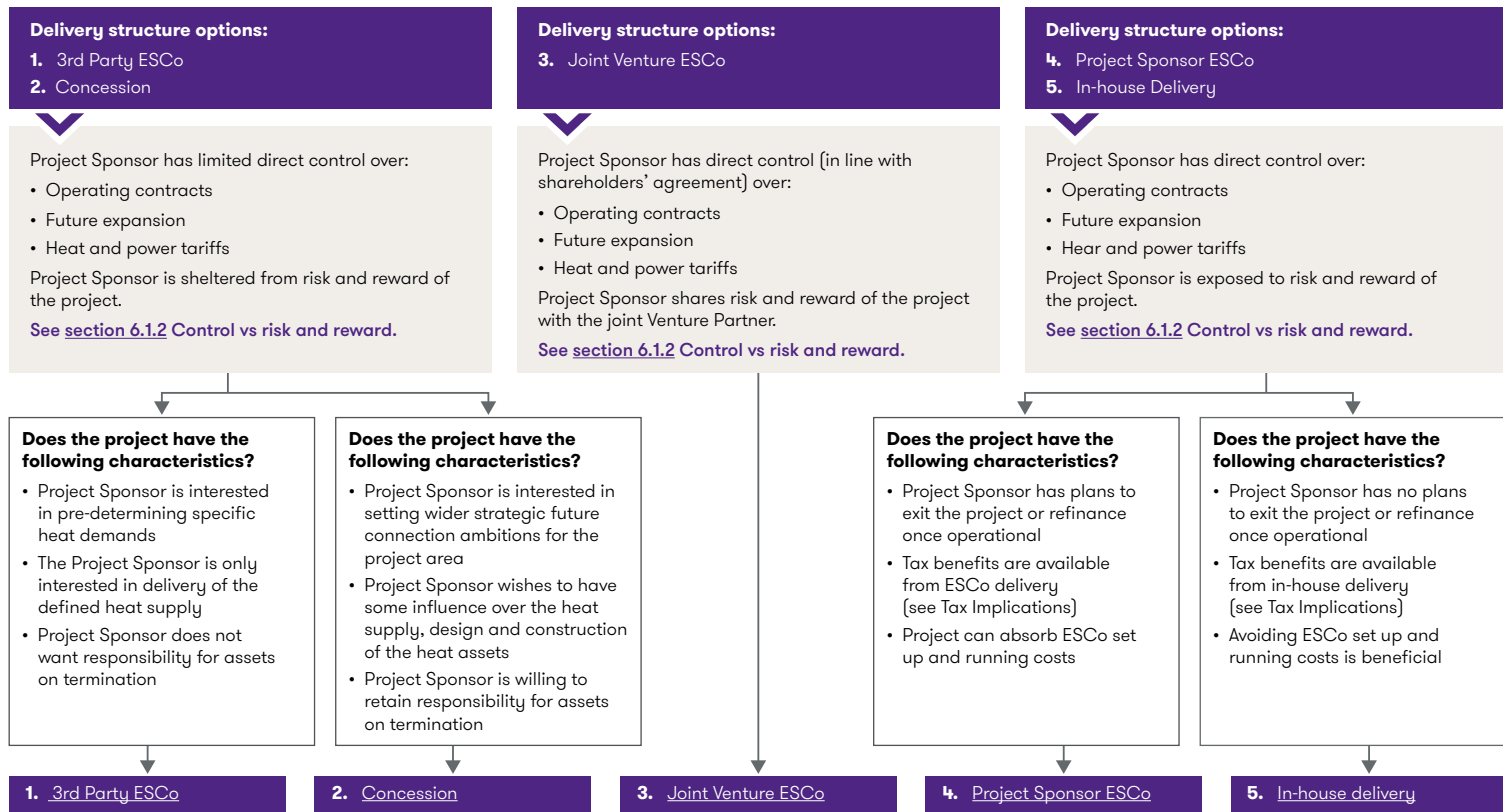 Delivery structure options:
1. 3rd Party ESCo
2. Concession
Project Sponsor has limited direct control over:
• Operating contracts
• Future expansion
• Heat and power tariffs
Project Sponsor is sheltered from risk and reward of
the project.
See section 6.1.2 Control vs risk and reward.
Delivery structure options:
3. Joint Venture ESCo
Project Sponsor has direct control (in line with
shareholders’ agreement) over:
• Operating contracts
• Future expansion
• Heat and power tariffs
Project Sponsor shares risk and reward of the project
with the joint Venture Partner.
See section 6.1.2 Control vs risk and reward.
Delivery structure options:
4. Project Sponsor ESCo
5. In-house Delivery
Project Sponsor has direct control over:
• Operating contracts
• Future expansion
• Hear and power tariffs
Project Sponsor is exposed to risk and reward of
the project.
See section 6.1.2 Control vs risk and reward.
Does the project have the
following characteristics?
• Project Sponsor is interested
in pre-determining specific
heat demands
• The Project Sponsor is only
interested in delivery of the
defined heat supply
• Project Sponsor does not
want responsibility for assets
on termination
Does the project have the
following characteristics?
• Project Sponsor is interested in
setting wider strategic future
connection ambitions for the
project area
• Project Sponsor wishes to have
some influence over the heat
supply, design and construction
of the heat assets
• Project Sponsor is willing to
retain responsibility for assets
on termination
Does the project have the
following characteristics?
• Project Sponsor has plans to
exit the project or refinance
once operational
• Tax benefits are available
from ESCo delivery
(see Tax Implications)
• Project can absorb ESCo set
up and running costs
Does the project have the
following characteristics?
• Project Sponsor has no plans
to exit the project or refinance
once operational
• Tax benefits are available
from in-house delivery
(see Tax Implications)
• Avoiding ESCo set up and
running costs is beneficial
1. 3rd Party ESCo
2. Concession
3. Joint Venture ESCo
4. Project Sponsor ESCo
5. In-house delivery